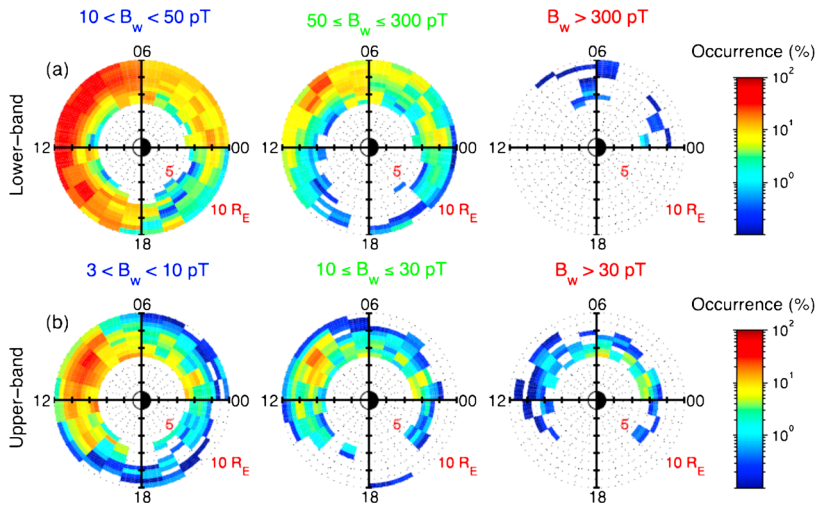 10 < B_w < 50 pT
50 ≤ B_w ≤ 300 pT
B_w > 300 pT
(a)
06
06
06
Occurrence (%)
Lower–band
12
00
00
12
00
5
5
5
10 R_E
10 R_E
10 R_E
18
18
18
10^2
10^1
10^0
3 < B_w < 10 pT
10 ≤ B_w ≤ 30 pT
B_w > 30 pT
(b)
06
06
06
Occurrence (%)
Upper–band
12
00
12
00
12
00
5
5
5
10 R_E
10 R_E
10 R_E
18
18
18
10^2
10^1
10^0